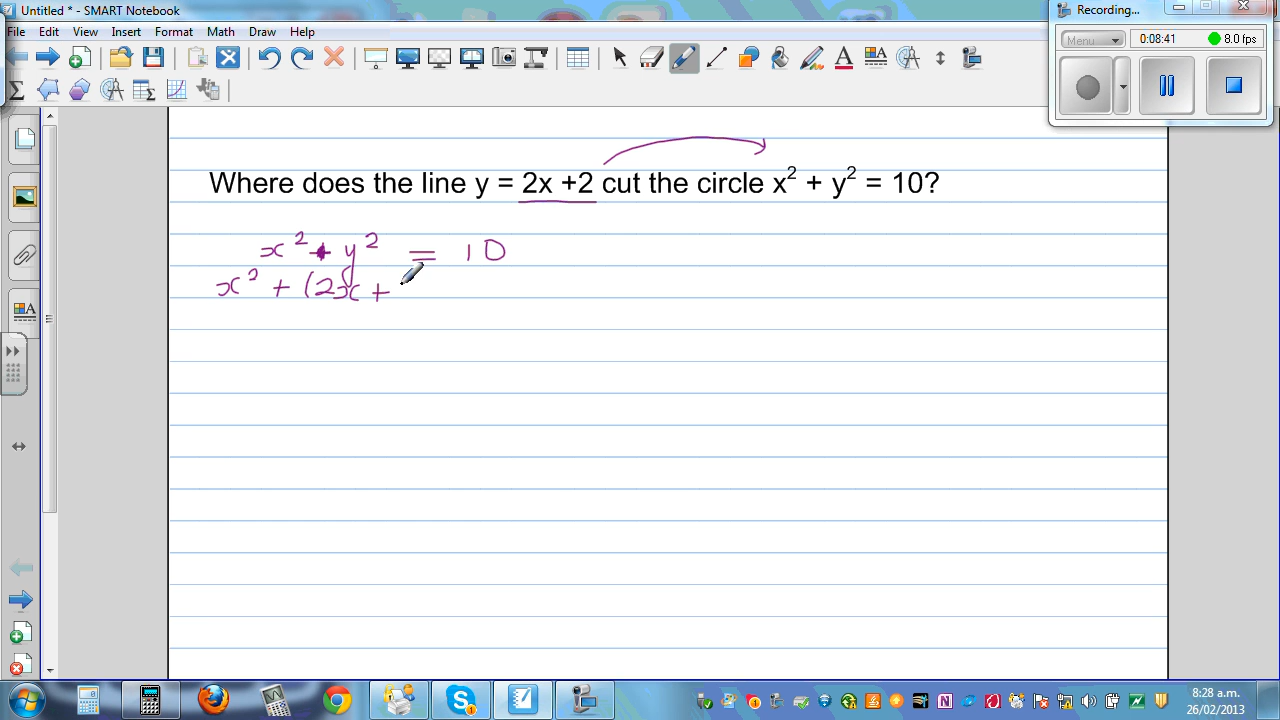 Untitled * - SMART Notebook
File Edit View Insert Format Math Draw Help
Recording...
Menu 0:08:41 8.0 fps
Where does the line y = 2x +2 cut the circle x² + y² = 10?
x² + y² = 10
x² + (2x +
8:28 a.m.
26/02/2013